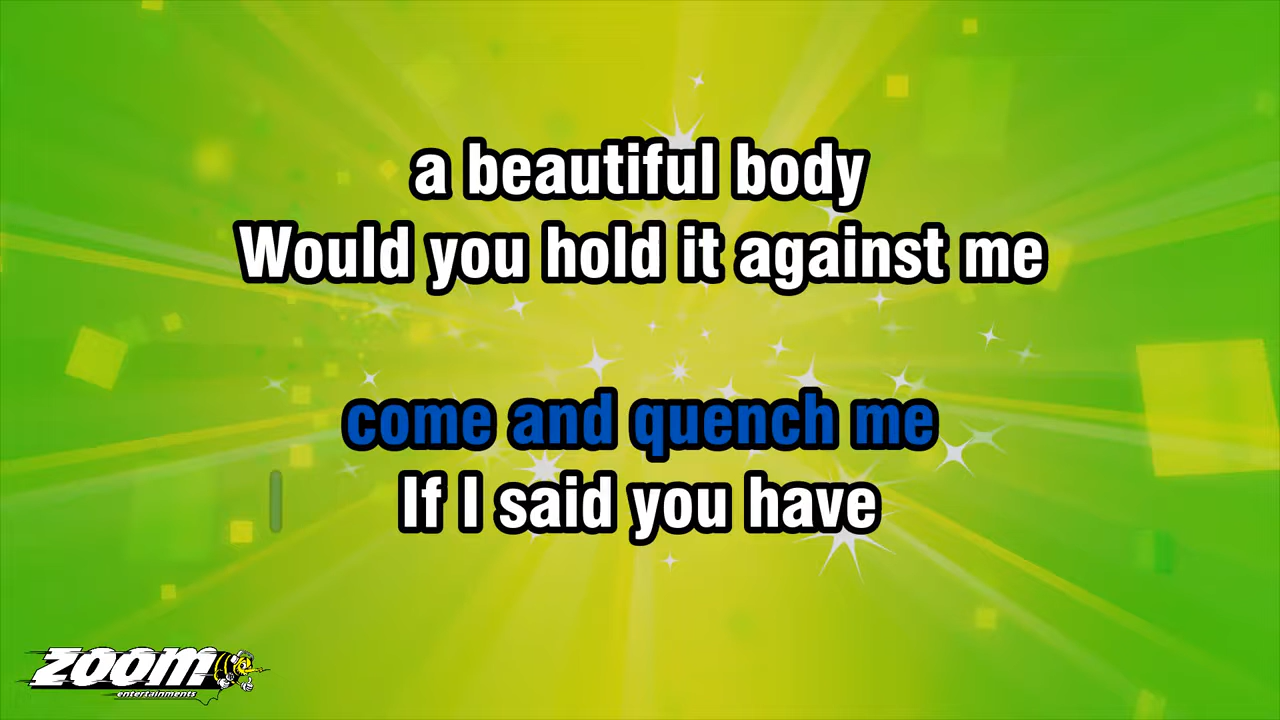 a beautiful body
Would you hold it against me
come and quench me
If I said you have
ZOOM
entertainments